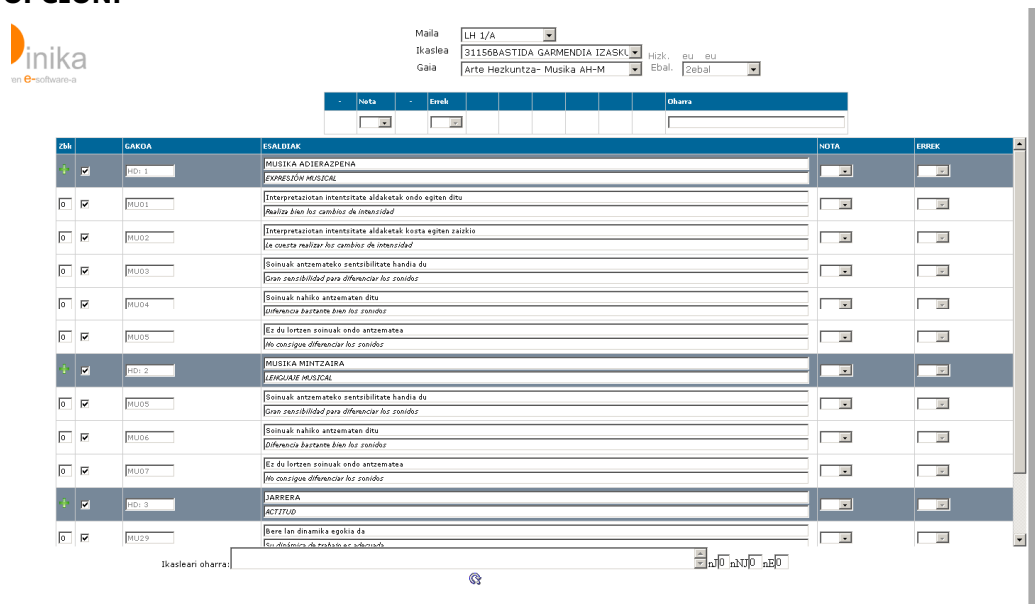 inika
en e-software-a
Maila LH 1/A
Ikaslea 31156BASTIDA GARMENDIA IZASKU Hizk. eu eu
Gaia Arte Hezkuntza- Musika AH-M Ebal. 2ebal
- Nota - Errek Oharra
Zbk GAKOA ESALDIAK NOTA ERREK
HD: 1 MUSIKA ADIERAZPENA
EXPRESIÓN MUSICAL
0 MU01 Interpretaziotan intentsitate aldaketak ondo egiten ditu
Realiza bien los cambios de intensidad
0 MU02 Interpretaziotan intentsitate aldaketak kosta egiten zaizkio
Le cuesta realizar los cambios de intensidad
0 MU03 Soinuak antzemateko sentsibilitate handia du
Gran sensibilidad para diferenciar los sonidos
0 MU04 Soinuak nahiko antzematen ditu
Diferencia bastante bien los sonidos
0 MU05 Ez du lortzen soinuak ondo antzematea
No consigue diferenciar los sonidos
HD: 2 MUSIKA MINTZAIRA
LENGUAJE MUSICAL
0 MU05 Soinuak antzemateko sentsibilitate handia du
Gran sensibilidad para diferenciar los sonidos
0 MU06 Soinuak nahiko antzematen ditu
Diferencia bastante bien los sonidos
0 MU07 Ez du lortzen soinuak ondo antzematea
No consigue diferenciar los sonidos
HD: 3 JARRERA
ACTITUD
0 MU29 Bere lan dinamika egokia da
Su dinámica de trabajo es adecuada
Ikasleari oharra: nJ 0 nNJ 0 nE 0